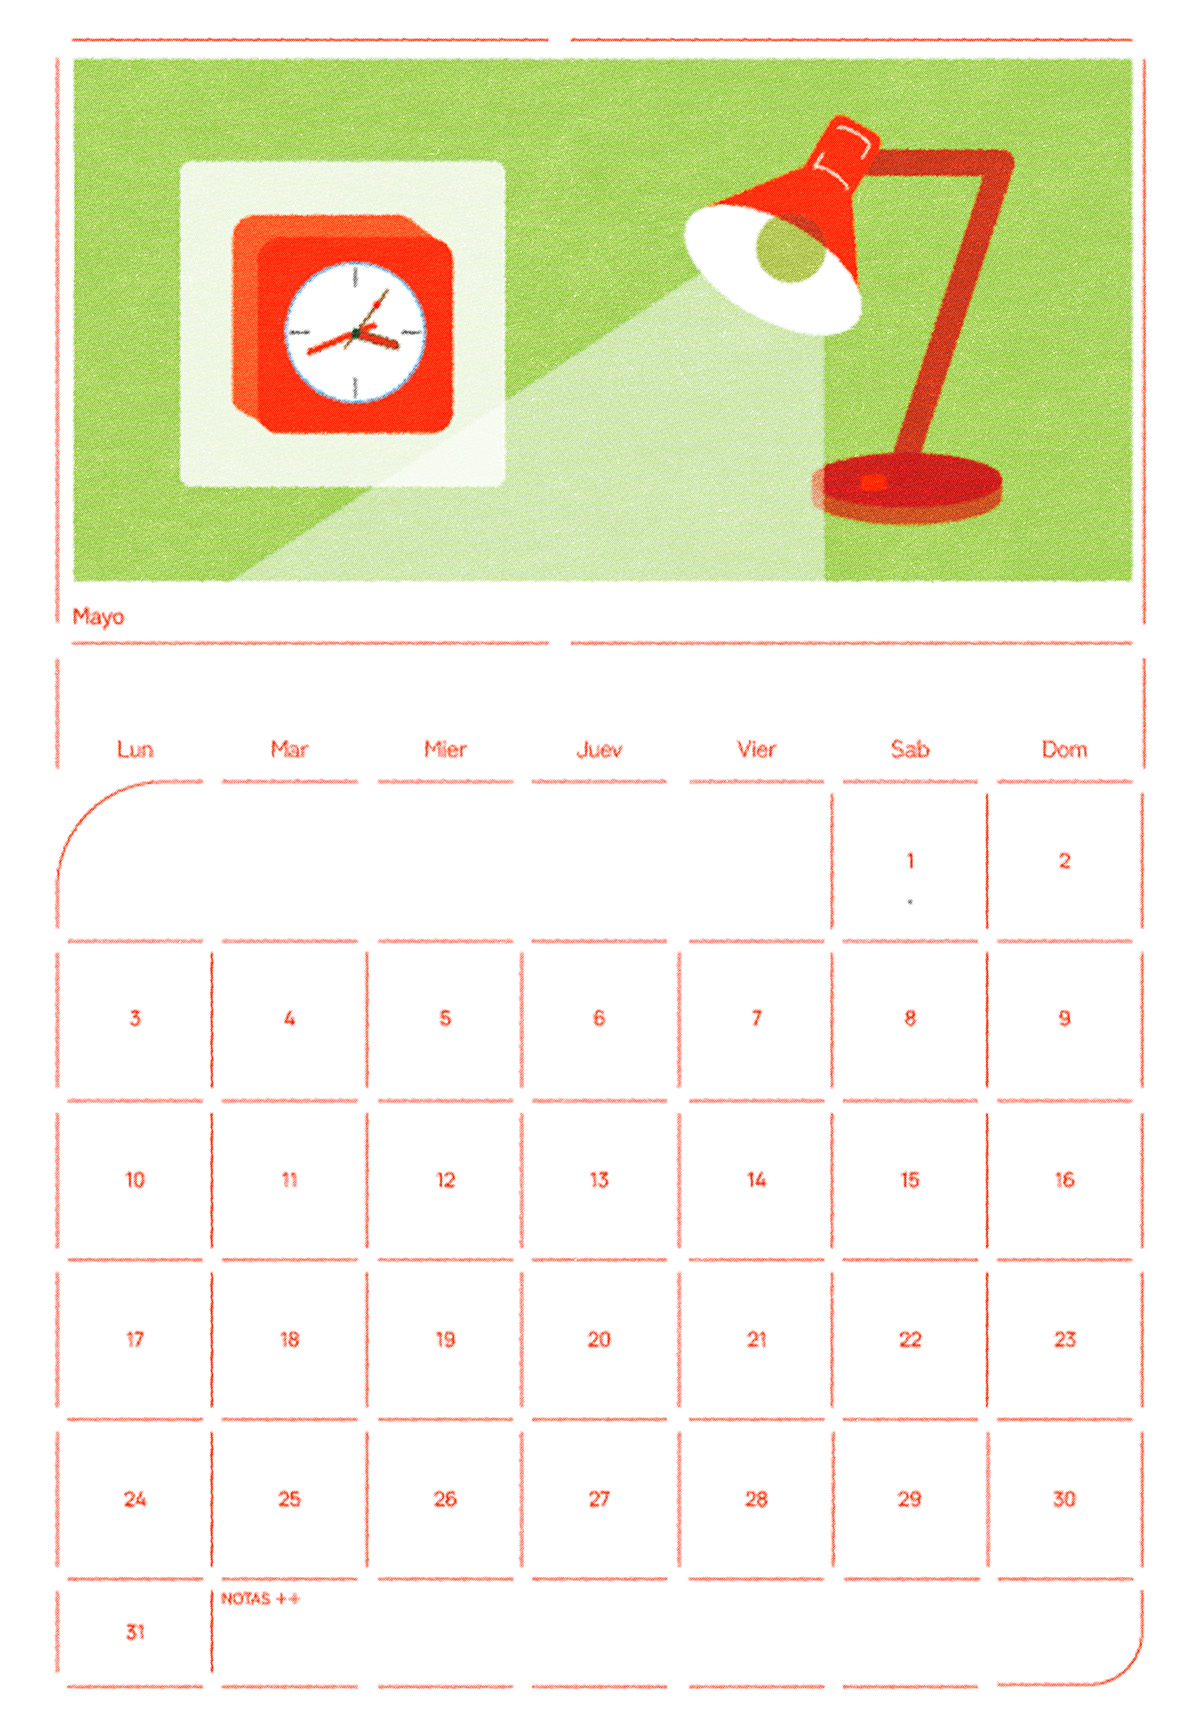 Mayo
Lun Mar Mier Juev Vier Sab Dom
1 2
3 4 5 6 7 8 9
10 11 12 13 14 15 16
17 18 19 20 21 22 23
24 25 26 27 28 29 30
NOTAS ++
31